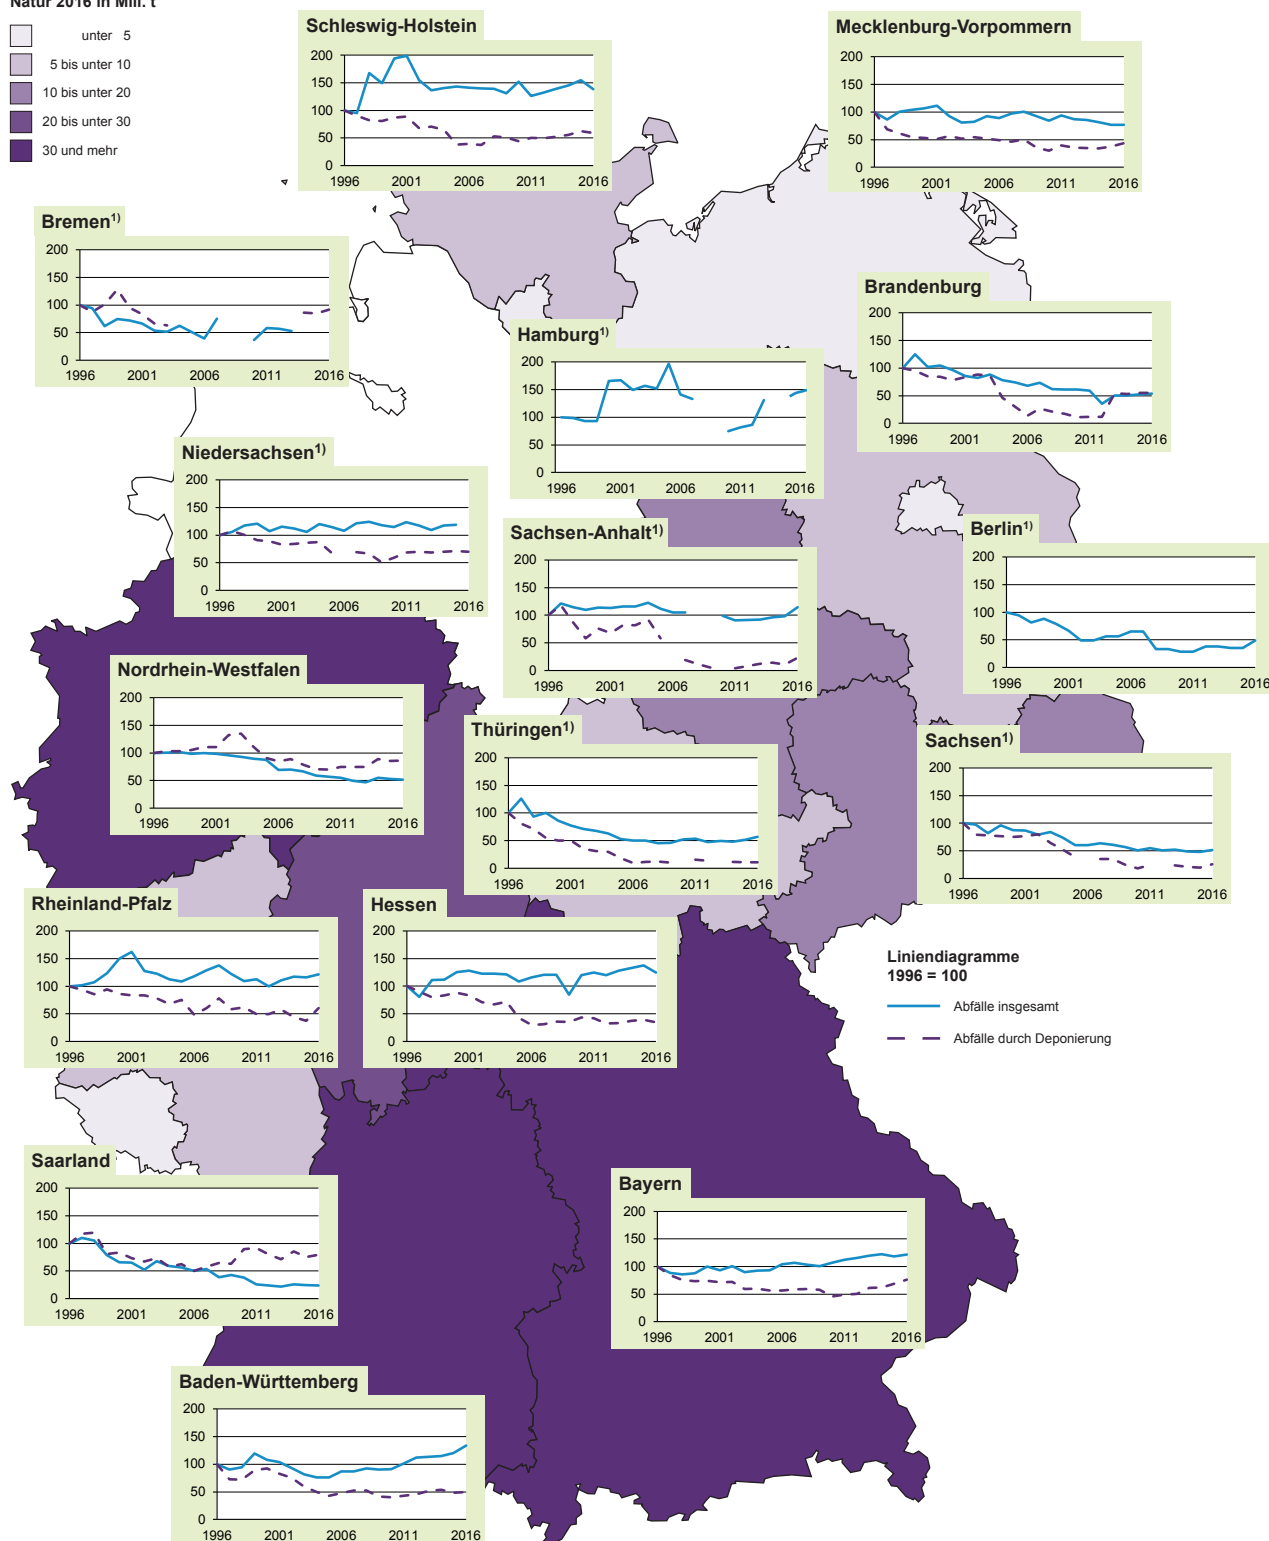 Natur 2016 in Mill. t
unter 5
5 bis unter 10
10 bis unter 20
20 bis unter 30
30 und mehr
Schleswig-Holstein
200
150
100
50
0
1996 2001 2006 2011 2016
Mecklenburg-Vorpommern
200
150
100
50
0
1996 2001 2006 2011 2016
Bremen1)
200
150
100
50
0
1996 2001 2006 2011 2016
Brandenburg
200
150
100
50
0
1996 2001 2006 2011 2016
Hamburg1)
200
150
100
50
0
1996 2001 2006 2011 2016
Niedersachsen1)
200
150
100
50
0
1996 2001 2006 2011 2016
Sachsen-Anhalt1)
200
150
100
50
0
1996 2001 2006 2011 2016
Berlin1)
200
150
100
50
0
1996 2001 2006 2011 2016
Nordrhein-Westfalen
200
150
100
50
0
1996 2001 2006 2011 2016
Thüringen1)
200
150
100
50
0
1996 2001 2006 2011 2016
Sachsen1)
200
150
100
50
0
1996 2001 2006 2011 2016
Rheinland-Pfalz
200
150
100
50
0
1996 2001 2006 2011 2016
Hessen
200
150
100
50
0
1996 2001 2006 2011 2016
Liniendiagramme
1996 = 100
Abfälle insgesamt
Abfälle durch Deponierung
Saarland
200
150
100
50
0
1996 2001 2006 2011 2016
Bayern
200
150
100
50
0
1996 2001 2006 2011 2016
Baden-Württemberg
200
150
100
50
0
1996 2001 2006 2011 2016